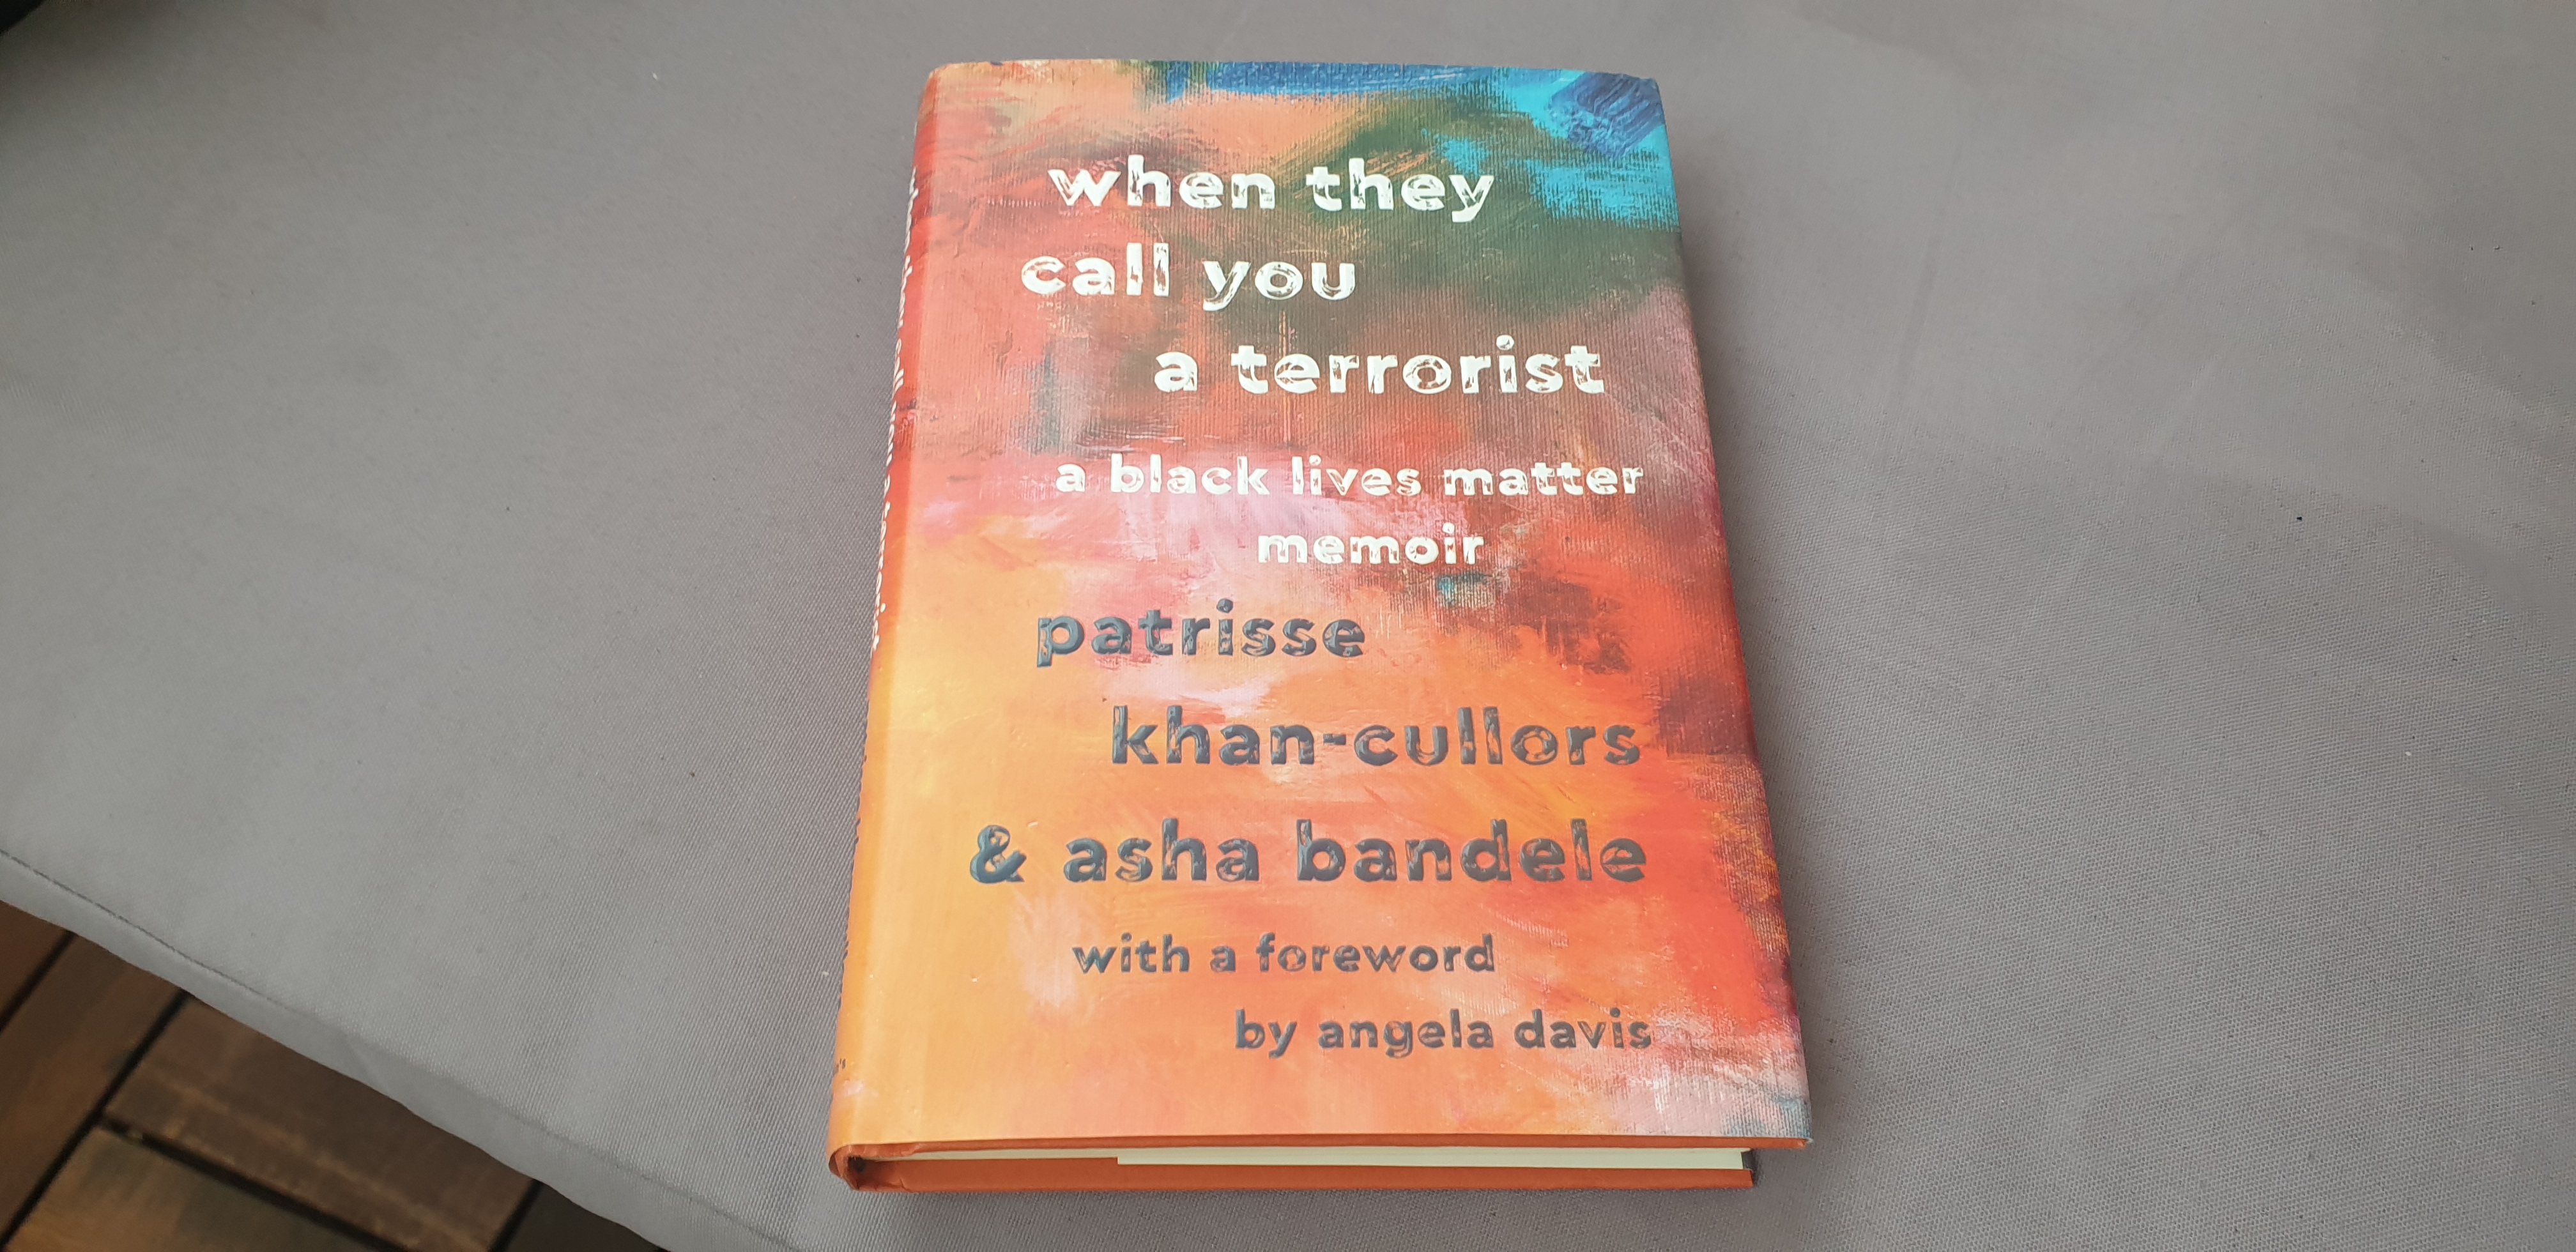 when they
call you
a terrorist
a black lives matter
memoir
patrisse
khan-cullors
& asha bandele
with a foreword
by angela davis